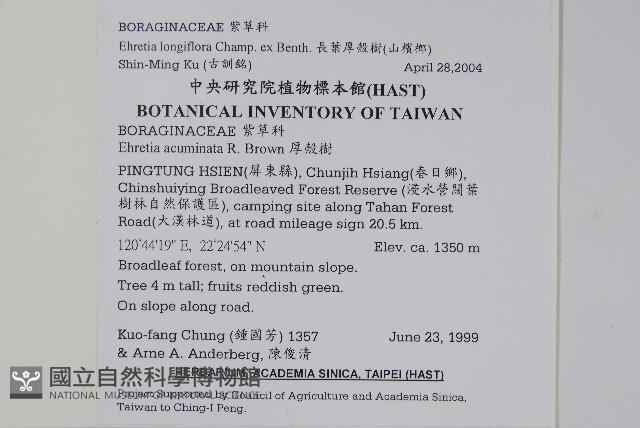 BORAGINACEAE 紫草科
Ehretia longiflora Champ. ex Benth. 長葉厚殼樹(山檳榔)
Shin-Ming Ku (古訓銘) April 28,2004
中央研究院植物標本館(HAST)
BOTANICAL INVENTORY OF TAIWAN
BORAGINACEAE 紫草科
Ehretia acuminata R. Brown 厚殼樹
PINGTUNG HSIEN(屏東縣), Chunjih Hsiang(春日鄉),
Chinshuiying Broadleaved Forest Reserve (浸水營闊葉
樹林自然保護區), camping site along Tahan Forest
Road(大漢林道), at road mileage sign 20.5 km.
120°44'19" E, 22°24'54" N Elev. ca. 1350 m
Broadleaf forest, on mountain slope.
Tree 4 m tall; fruits reddish green.
On slope along road.
Kuo-fang Chung (鍾國芳) 1357 June 23, 1999
& Arne A. Anderberg, 陳俊清
HERBARIUM, ACADEMIA SINICA, TAIPEI (HAST)
國立自然科學博物館
NATIONAL MUSEUM OF NATURAL SCIENCE
Project Supported by Council of Agriculture and Academia Sinica,
Taiwan to Ching-I Peng.